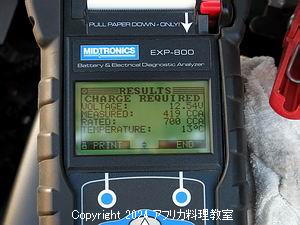 PULL PAPER DOWN - ONLY!
MIDTRONICS EXP-800
Battery & Electrical Diagnostic Analyzer
RESULTS
CHARGE REQUIRED
VOLTAGE: 12.54V
MEASURED: 419 CCA
RATED: 700 CCA
TEMPERATURE: 13°C
PRINT END
Copyright 2021 アフリカ料理教室